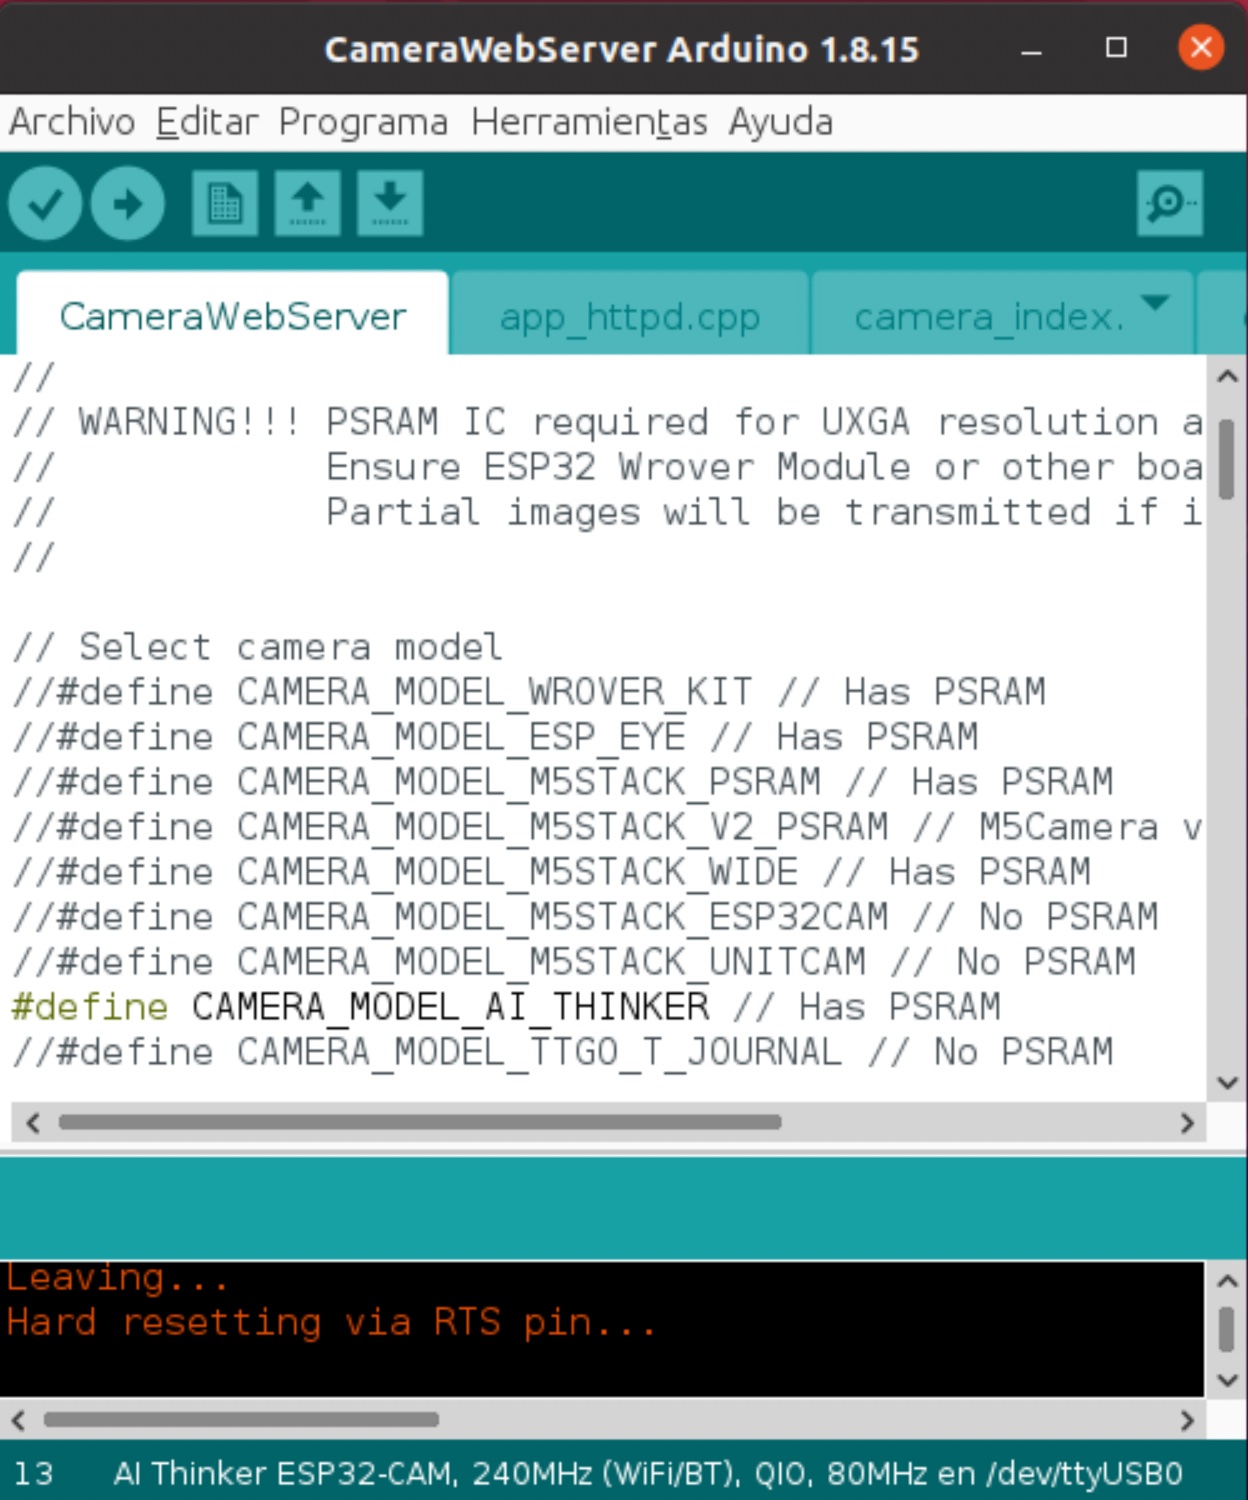 CameraWebServer Arduino 1.8.15
Archivo Editar Programa Herramientas Ayuda
CameraWebServer app_httpd.cpp camera_index.
//
// WARNING!!! PSRAM IC required for UXGA resolution a
// Ensure ESP32 Wrover Module or other boa
// Partial images will be transmitted if i
//
// Select camera model
//#define CAMERA_MODEL_WROVER_KIT // Has PSRAM
//#define CAMERA_MODEL_ESP_EYE // Has PSRAM
//#define CAMERA_MODEL_M5STACK_PSRAM // Has PSRAM
//#define CAMERA_MODEL_M5STACK_V2_PSRAM // M5Camera v
//#define CAMERA_MODEL_M5STACK_WIDE // Has PSRAM
//#define CAMERA_MODEL_M5STACK_ESP32CAM // No PSRAM
//#define CAMERA_MODEL_M5STACK_UNITCAM // No PSRAM
#define CAMERA_MODEL_AI_THINKER // Has PSRAM
//#define CAMERA_MODEL_TTGO_T_JOURNAL // No PSRAM
Leaving...
Hard resetting via RTS pin...
13 AI Thinker ESP32-CAM, 240MHz (WiFi/BT), QIO, 80MHz en /dev/ttyUSB0